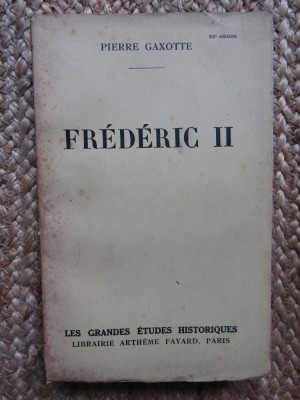 PIERRE GAXOTTE
FRÉDÉRIC II
LES GRANDES ÉTUDES HISTORIQUES
LIBRAIRIE ARTHÈME FAYARD, PARIS